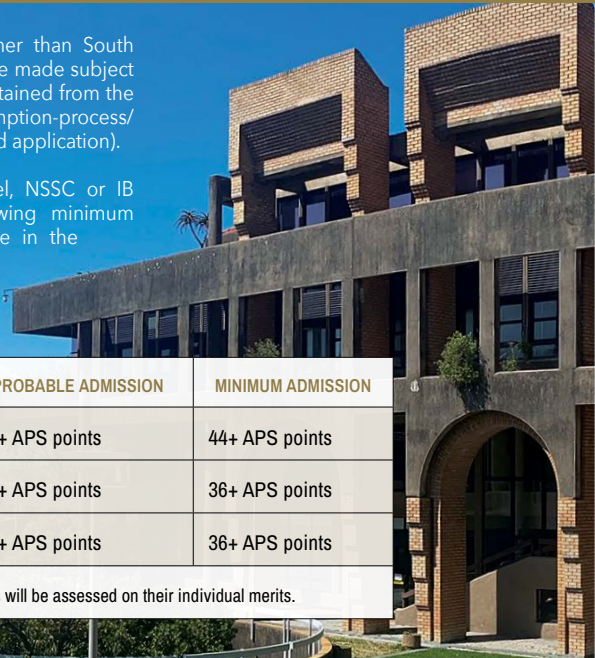 her than South
e made subject
tained from the
mption-process/
d application).
el, NSSC or IB
wing minimum
e in the
PROBABLE ADMISSION MINIMUM ADMISSION
+ APS points 44+ APS points
+ APS points 36+ APS points
+ APS points 36+ APS points
will be assessed on their individual merits.